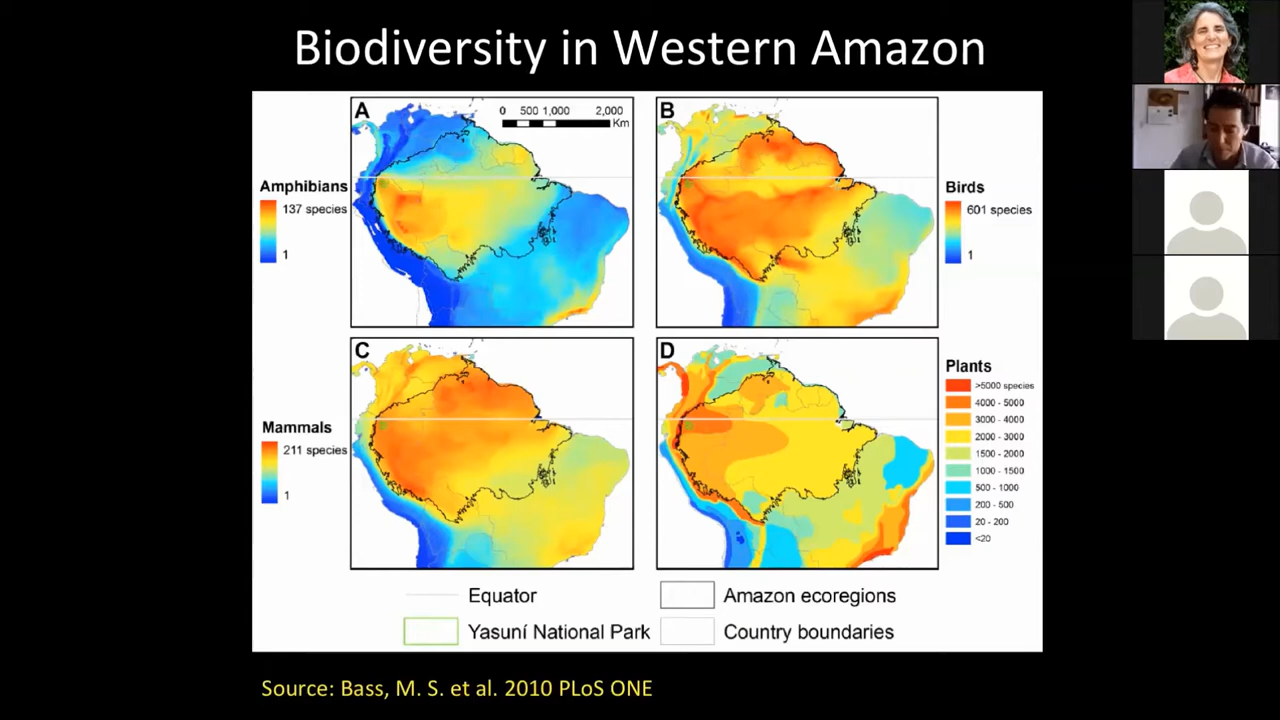 Biodiversity in Western Amazon
A
0 500 1,000 2,000
Km
Amphibians
137 species
1
B
Birds
601 species
1
C
Mammals
211 species
1
D
Plants
>5000 species
4000 - 5000
3000 - 4000
2000 - 3000
1500 - 2000
1000 - 1500
500 - 1000
200 - 500
20 - 200
<20
Equator
Amazon ecoregions
Yasuní National Park
Country boundaries
Source: Bass, M. S. et al. 2010 PLoS ONE